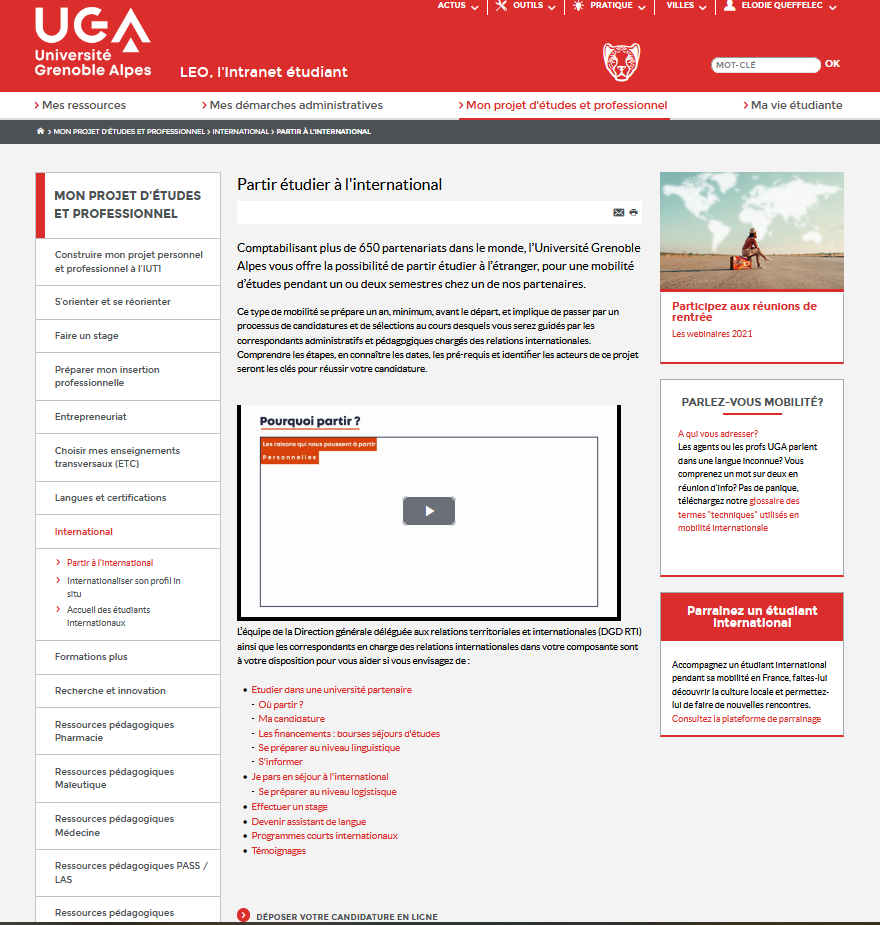 UGA
Université
Grenoble Alpes
LEO, l'Intranet étudiant
ACTUS
OUTILS
PRATIQUE
VILLES
ELODIE QUEFFELEC
MOT-CLÉ
OK
Mes ressources
Mes démarches administratives
Mon projet d'études et professionnel
Ma vie étudiante
> MON PROJET D'ÉTUDES ET PROFESSIONNEL > INTERNATIONAL > PARTIR À L'INTERNATIONAL
MON PROJET D'ÉTUDES
ET PROFESSIONNEL
Construire mon projet personnel
et professionnel à l'IUT1
S'orienter et se réorienter
Faire un stage
Préparer mon insertion
professionnelle
Entrepreneuriat
Choisir mes enseignements
transversaux (ETC)
Langues et certifications
International
Partir à l'international
Internationaliser son profil in
situ
Accueil des étudiants
internationaux
Formations plus
Recherche et innovation
Ressources pédagogiques
Pharmacie
Ressources pédagogiques
Maïeutique
Ressources pédagogiques
Médecine
Ressources pédagogiques PASS /
LAS
Ressources pédagogiques
Partir étudier à l'international
Comptabilisant plus de 650 partenariats dans le monde, l'Université Grenoble
Alpes vous offre la possibilité de partir étudier à l'étranger, pour une mobilité
d'études pendant un ou deux semestres chez un de nos partenaires.
Ce type de mobilité se prépare un an, minimum, avant le départ, et implique de passer par un
processus de candidatures et de sélections au cours desquels vous serez guidés par les
correspondants administratifs et pédagogiques chargés des relations internationales.
Comprendre les étapes, en connaître les dates, les pré-requis et identifier les acteurs de ce projet
seront les clés pour réussir votre candidature.
Pourquoi partir ?
Les raisons qui nous poussent à partir
Personnelles
L'équipe de la Direction générale déléguée aux relations territoriales et internationales (DGD RTI)
ainsi que les correspondants en charge des relations internationales dans votre composante sont
à votre disposition pour vous aider si vous envisagez de :
• Etudier dans une université partenaire
- Où partir ?
- Ma candidature
- Les financements : bourses séjours d'études
- Se préparer au niveau linguistique
- S'informer
• Je pars en séjour à l'international
- Se préparer au niveau logistisque
• Effectuer un stage
• Devenir assistant de langue
• Programmes courts internationaux
• Témoignages
DÉPOSER VOTRE CANDIDATURE EN LIGNE
Participez aux réunions de
rentrée
Les webinaires 2021
PARLEZ-VOUS MOBILITÉ?
A qui vous adresser?
Les agents ou les profs UGA parlent
dans une langue inconnue? Vous
comprenez un mot sur deux en
réunion d'info? Pas de panique,
téléchargez notre glossaire des
termes "techniques" utilisés en
mobilité internationale
Parrainez un étudiant
international
Accompagnez un étudiant international
pendant sa mobilité en France, faites-lui
découvrir la culture locale et permettez-
lui de faire de nouvelles rencontres.
Consultez la plateforme de parrainage